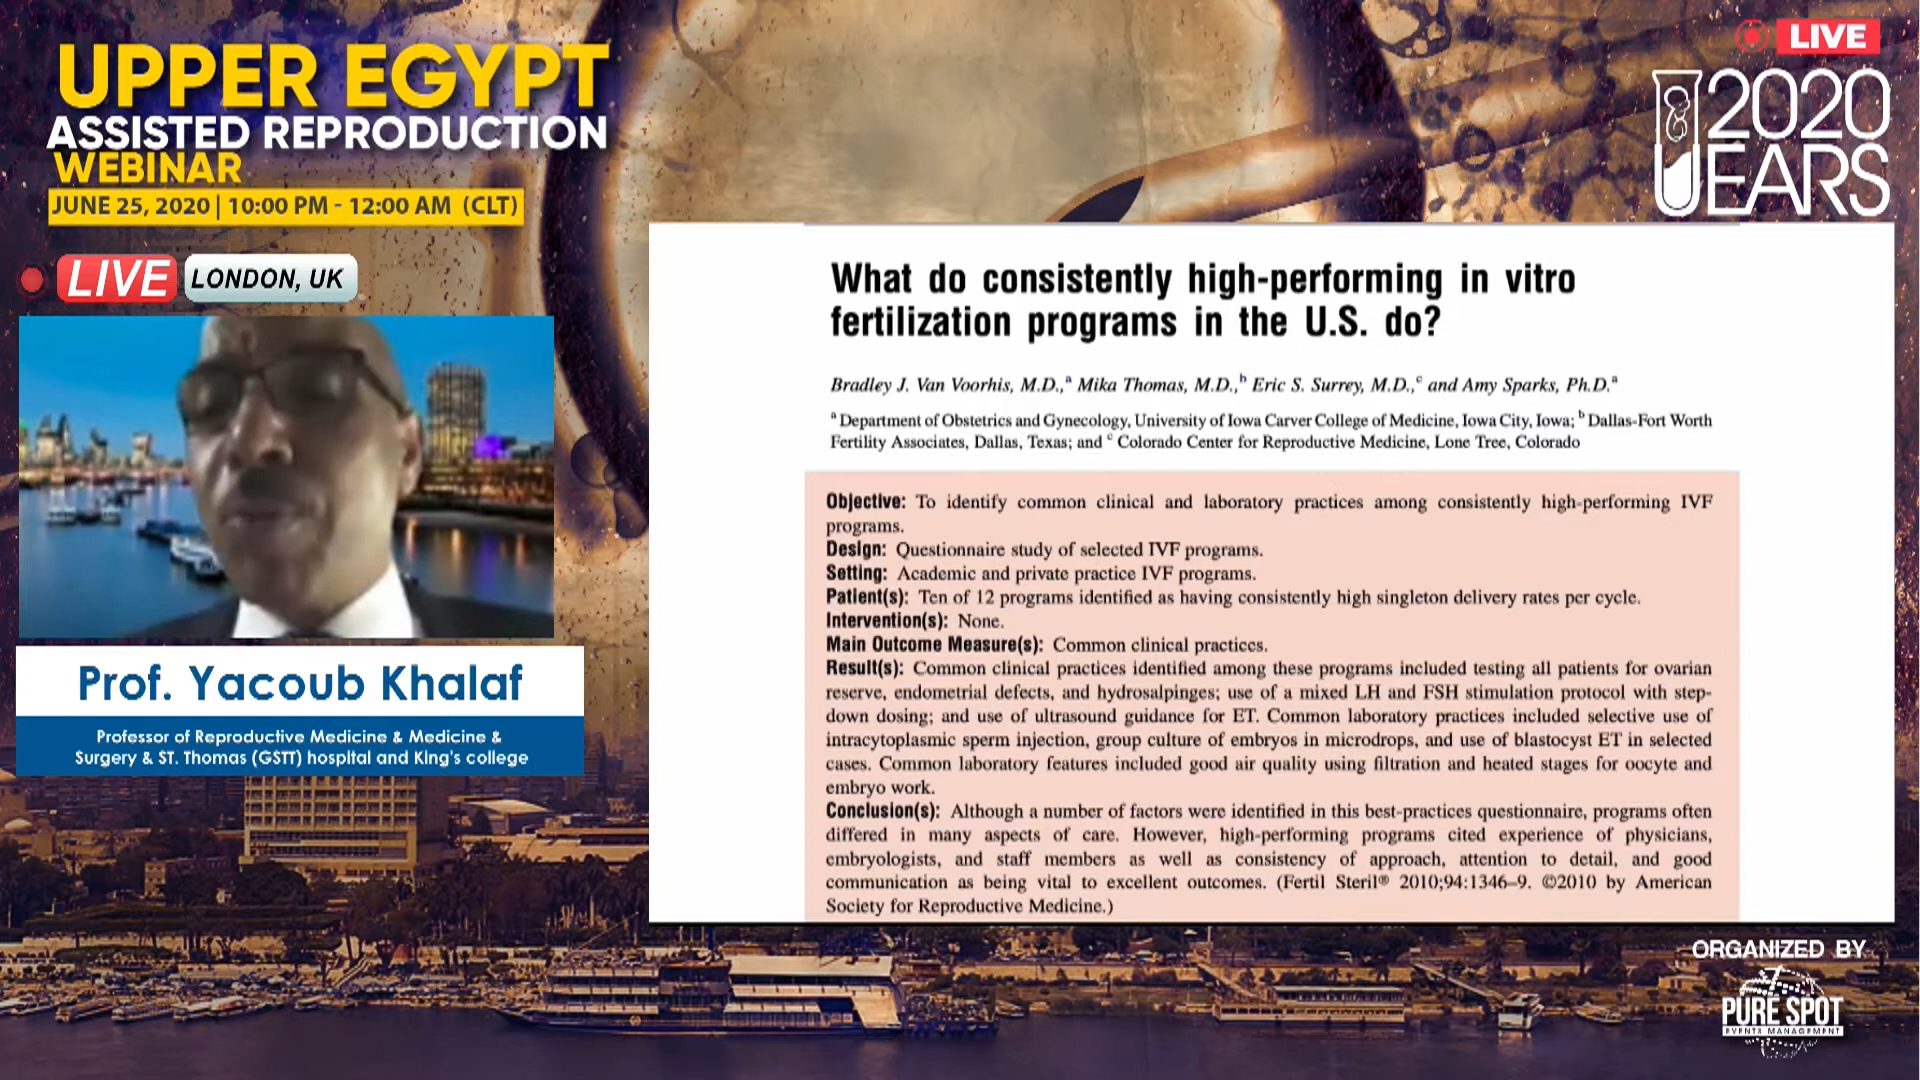 UPPER EGYPT
ASSISTED REPRODUCTION
WEBINAR
JUNE 25, 2020 | 10:00 PM - 12:00 AM (CLT)
LIVE
2020
UEARS
LIVE
LONDON, UK
Prof. Yacoub Khalaf
Professor of Reproductive Medicine & Medicine &
Surgery & ST. Thomas (GSTT) hospital and King's college
What do consistently high-performing in vitro
fertilization programs in the U.S. do?
Bradley J. Van Voorhis, M.D.,a Mika Thomas, M.D.,b Eric S. Surrey, M.D.,c and Amy Sparks, Ph.D.a
a Department of Obstetrics and Gynecology, University of Iowa Carver College of Medicine, Iowa City, Iowa; b Dallas-Fort Worth
Fertility Associates, Dallas, Texas; and c Colorado Center for Reproductive Medicine, Lone Tree, Colorado
Objective: To identify common clinical and laboratory practices among consistently high-performing IVF
programs.
Design: Questionnaire study of selected IVF programs.
Setting: Academic and private practice IVF programs.
Patient(s): Ten of 12 programs identified as having consistently high singleton delivery rates per cycle.
Intervention(s): None.
Main Outcome Measure(s): Common clinical practices.
Result(s): Common clinical practices identified among these programs included testing all patients for ovarian
reserve, endometrial defects, and hydrosalpinges; use of a mixed LH and FSH stimulation protocol with step-
down dosing; and use of ultrasound guidance for ET. Common laboratory practices included selective use of
intracytoplasmic sperm injection, group culture of embryos in microdrops, and use of blastocyst ET in selected
cases. Common laboratory features included good air quality using filtration and heated stages for oocyte and
embryo work.
Conclusion(s): Although a number of factors were identified in this best-practices questionnaire, programs often
differed in many aspects of care. However, high-performing programs cited experience of physicians,
embryologists, and staff members as well as consistency of approach, attention to detail, and good
communication as being vital to excellent outcomes. (Fertil Steril® 2010;94:1346–9. ©2010 by American
Society for Reproductive Medicine.)
ORGANIZED BY
PURE SPOT
EVENTS MANAGEMENT